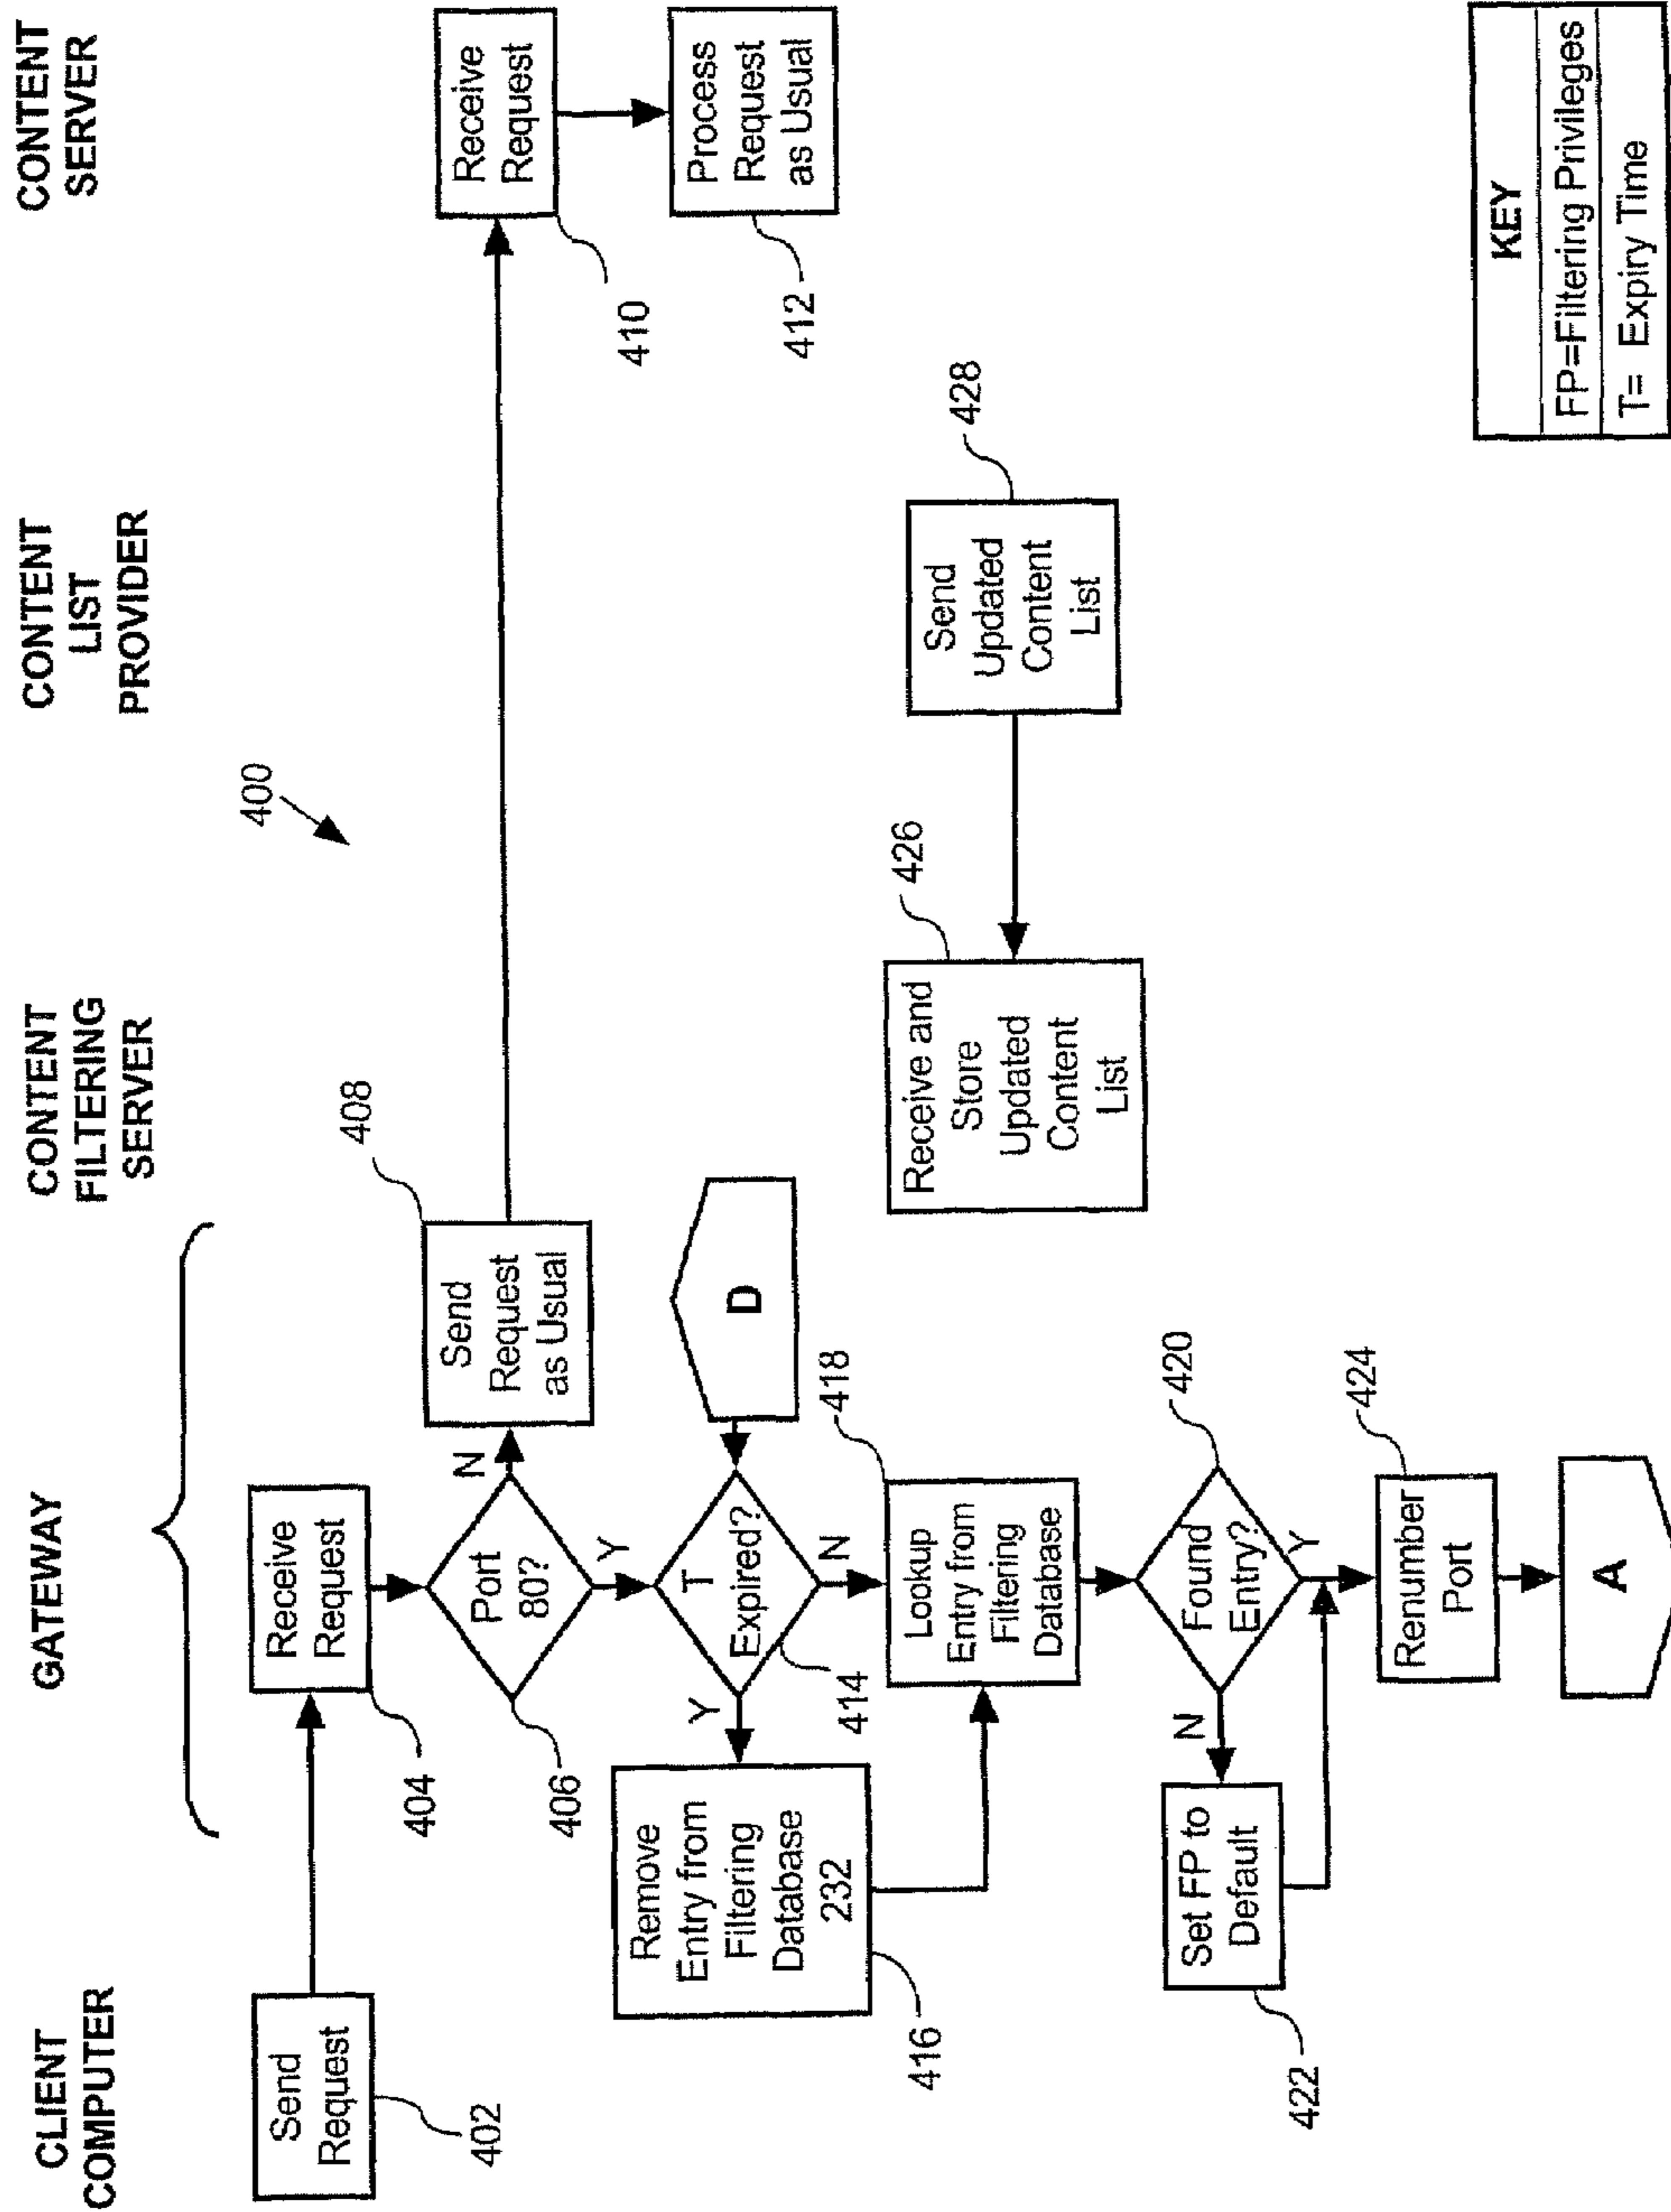 CLIENT
COMPUTER
GATEWAY
CONTENT
FILTERING
SERVER
CONTENT
LIST
PROVIDER
CONTENT
SERVER
400
Send
Request
402
Receive
Request
404
Port
80?
406
N
Y
Send
Request
as Usual
408
Receive
Request
410
Process
Request
as Usual
412
T
Expired?
414
Y
N
D
Remove
Entry from
Filtering
Database
232
416
Lookup
Entry from
Filtering
Database
418
Found
Entry?
420
N
Y
Set FP to
Default
422
Renumber
Port
424
A
Receive and
Store
Updated
Content
List
426
Send
Updated
Content
List
428
KEY
FP=Filtering Privileges
T= Expiry Time